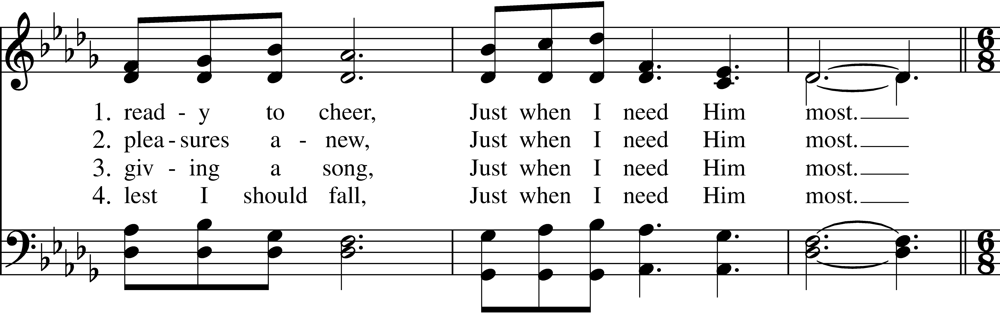 6
8
1. read - y to cheer, Just when I need Him most.
2. plea - sures a - new, Just when I need Him most.
3. giv - ing a song, Just when I need Him most.
4. lest I should fall, Just when I need Him most.
6
8